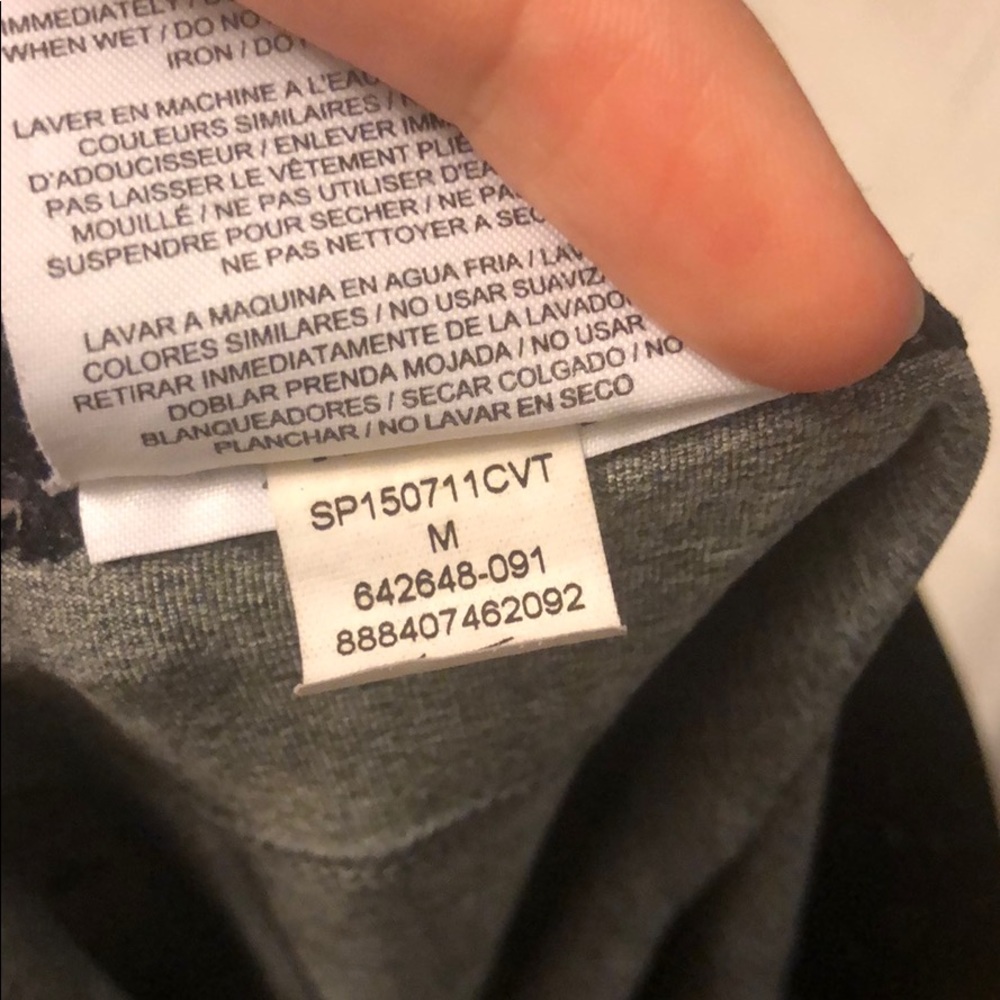 IMMEDIATELY /
WHEN WET / DO NO
IRON / DO
LAVER EN MACHINE A L'EAU
COULEURS SIMILAIRES /
D'ADOUCISSEUR / ENLEVER IMM
PAS LAISSER LE VÊTEMENT PLIE
MOUILLÉ / NE PAS UTILISER D'EA
SUSPENDRE POUR SECHER / NE PA
NE PAS NETTOYER A SEC
LAVAR A MAQUINA EN AGUA FRIA / LAV
COLORES SIMILARES / NO USAR SUAVIZ
RETIRAR INMEDIATAMENTE DE LA LAVADO
DOBLAR PRENDA MOJADA / NO USAR
BLANQUEADORES / SECAR COLGADO / NO
PLANCHAR / NO LAVAR EN SECO
SP150711CVT
M
642648-091
888407462092